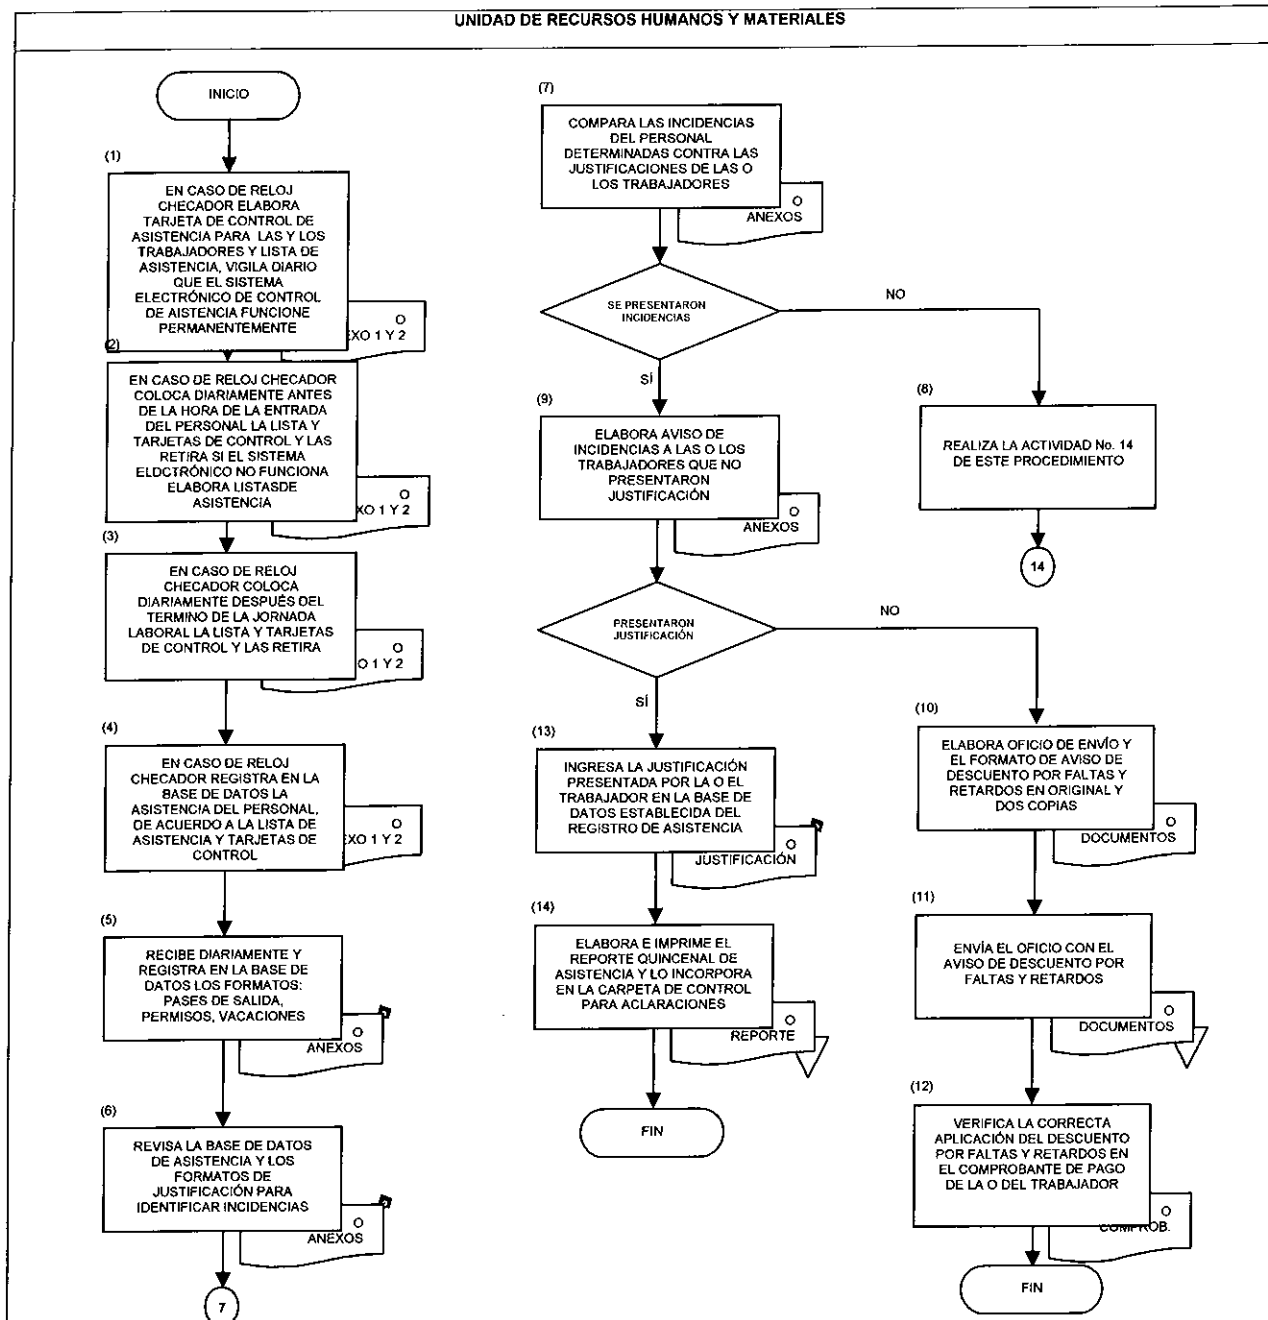 UNIDAD DE RECURSOS HUMANOS Y MATERIALES
INICIO
(1)
EN CASO DE RELOJ
CHECADOR ELABORA
TARJETA DE CONTROL DE
ASISTENCIA PARA LAS Y LOS
TRABAJADORES Y LISTA DE
ASISTENCIA, VIGILA DIARIO
QUE EL SISTEMA
ELECTRÓNICO DE CONTROL
DE AISTENCIA FUNCIONE
PERMANENTEMENTE
O
EXO 1 Y 2
(2)
EN CASO DE RELOJ CHECADOR
COLOCA DIARIAMENTE ANTES
DE LA HORA DE LA ENTRADA
DEL PERSONAL LA LISTA Y
TARJETAS DE CONTROL Y LAS
RETIRA SI EL SISTEMA
ELDCTRÓNICO NO FUNCIONA
ELABORA LISTASDE
ASISTENCIA
O
XO 1 Y 2
(3)
EN CASO DE RELOJ
CHECADOR COLOCA
DIARIAMENTE DESPUÉS DEL
TERMINO DE LA JORNADA
LABORAL LA LISTA Y TARJETAS
DE CONTROL Y LAS RETIRA
O
O 1 Y 2
(4)
EN CASO DE RELOJ
CHECADOR REGISTRA EN LA
BASE DE DATOS LA
ASISTENCIA DEL PERSONAL,
DE ACUERDO A LA LISTA DE
ASISTENCIA Y TARJETAS DE
CONTROL
O
EXO 1 Y 2
(5)
RECIBE DIARIAMENTE Y
REGISTRA EN LA BASE DE
DATOS LOS FORMATOS:
PASES DE SALIDA,
PERMISOS, VACACIONES
O
ANEXOS
(6)
REVISA LA BASE DE DATOS
DE ASISTENCIA Y LOS
FORMATOS DE
JUSTIFICACIÓN PARA
IDENTIFICAR INCIDENCIAS
O
ANEXOS
7
(7)
COMPARA LAS INCIDENCIAS
DEL PERSONAL
DETERMINADAS CONTRA LAS
JUSTIFICACIONES DE LAS O
LOS TRABAJADORES
O
ANEXOS
SE PRESENTARON
INCIDENCIAS
NO
SÍ
(8)
REALIZA LA ACTIVIDAD No. 14
DE ESTE PROCEDIMIENTO
14
(9)
ELABORA AVISO DE
INCIDENCIAS A LAS O LOS
TRABAJADORES QUE NO
PRESENTARON
JUSTIFICACIÓN
O
ANEXOS
PRESENTARON
JUSTIFICACIÓN
NO
SÍ
(13)
INGRESA LA JUSTIFICACIÓN
PRESENTADA POR LA O EL
TRABAJADOR EN LA BASE DE
DATOS ESTABLECIDA DEL
REGISTRO DE ASISTENCIA
O
JUSTIFICACIÓN
(14)
ELABORA E IMPRIME EL
REPORTE QUINCENAL DE
ASISTENCIA Y LO INCORPORA
EN LA CARPETA DE CONTROL
PARA ACLARACIONES
O
REPORTE
FIN
(10)
ELABORA OFICIO DE ENVÍO Y
EL FORMATO DE AVISO DE
DESCUENTO POR FALTAS Y
RETARDOS EN ORIGINAL Y
DOS COPIAS
O
DOCUMENTOS
(11)
ENVÍA EL OFICIO CON EL
AVISO DE DESCUENTO POR
FALTAS Y RETARDOS
O
DOCUMENTOS
(12)
VERIFICA LA CORRECTA
APLICACIÓN DEL DESCUENTO
POR FALTAS Y RETARDOS EN
EL COMPROBANTE DE PAGO
DE LA O DEL TRABAJADOR
O
COMPROB.
FIN